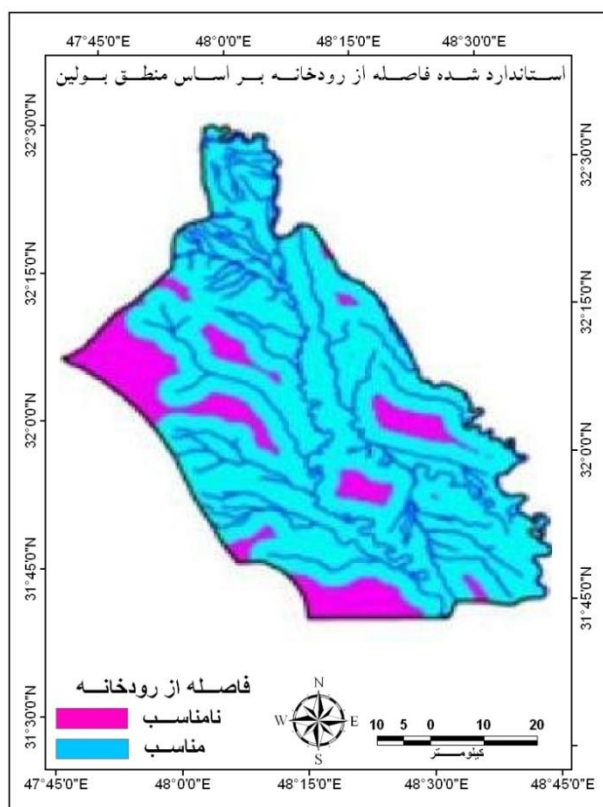 47°45'0"E 48°0'0"E 48°15'0"E 48°30'0"E
استاندارد شده فاصله از رودخانه بر اساس منطق بولین
32°30'0"N
32°30'0"N
32°15'0"N
32°15'0"N
32°0'0"N
32°0'0"N
31°45'0"N
31°45'0"N
31°30'0"N
فاصله از رودخانه
نامناسب
مناسب
N
W E
S
10 5 0 10 20
کیلومتر
47°45'0"E 48°0'0"E 48°15'0"E 48°30'0"E 48°45'0"E